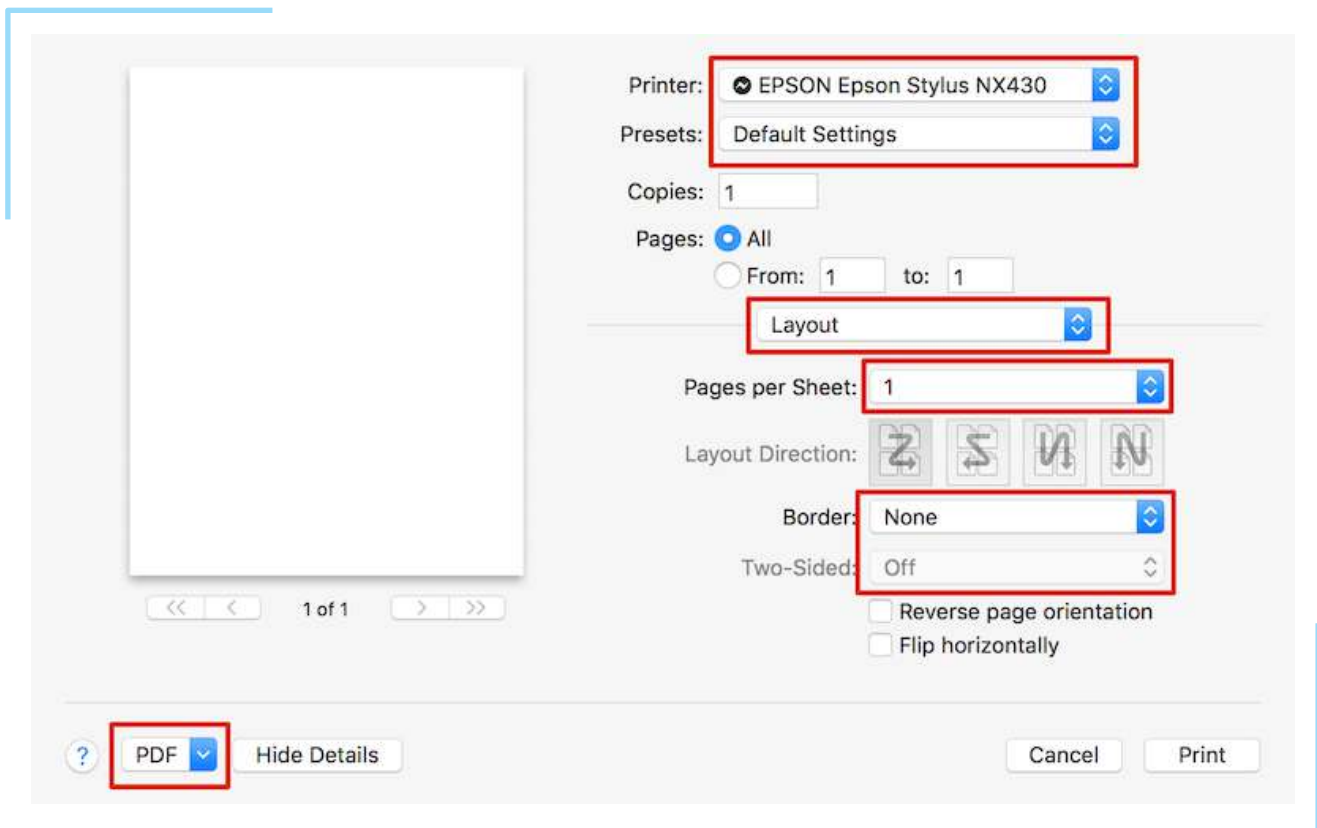 Printer: EPSON Epson Stylus NX430
Presets: Default Settings
Copies: 1
Pages: All
From: 1 to: 1
Layout
Pages per Sheet: 1
Layout Direction:
Border: None
Two-Sided: Off
<< < 1 of 1 > >>
Reverse page orientation
Flip horizontally
? PDF Hide Details Cancel Print